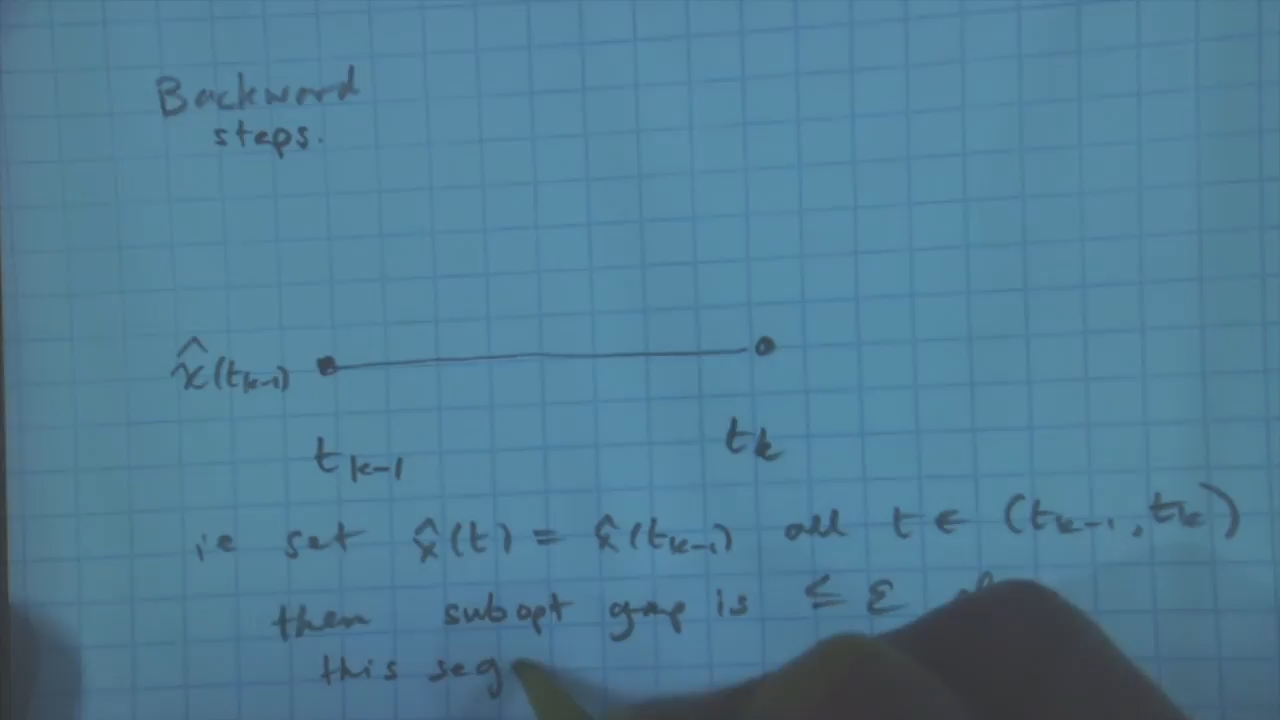 Backward
steps.
x̂(tₖ₋₁)
tₖ₋₁
tₖ
ie set x̂(t) = x̂(tₖ₋₁) all t ∈ (tₖ₋₁, tₖ)
then subopt gap is ≤ ε
this seg